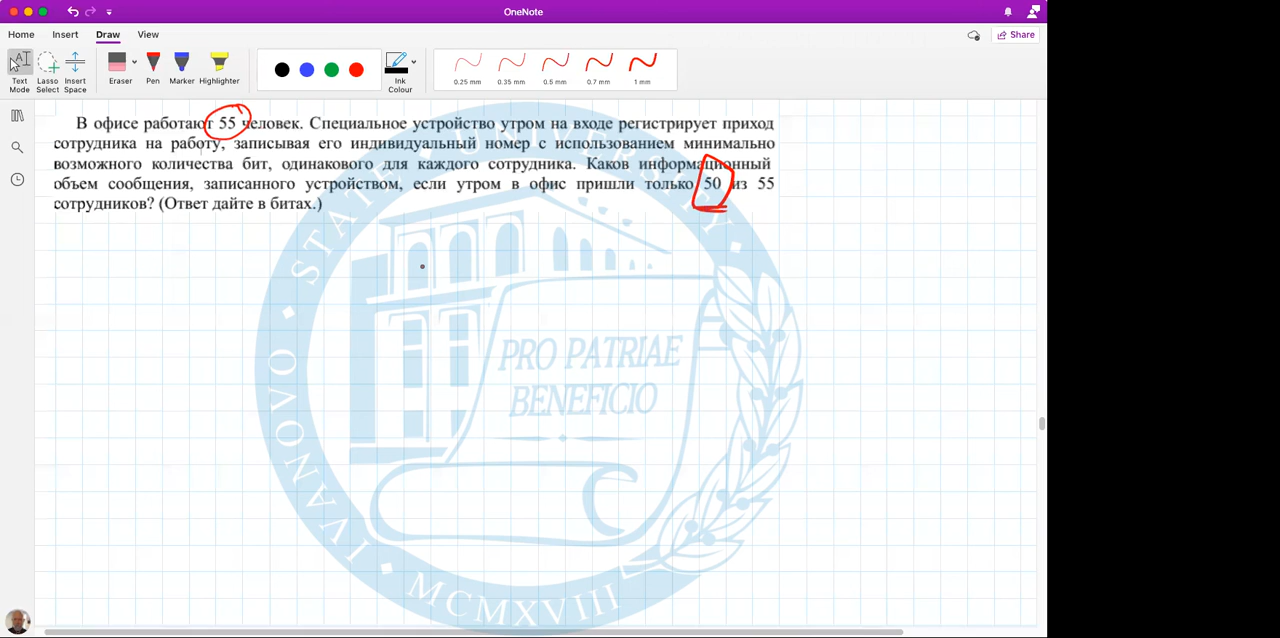 OneNote
Home Insert Draw View
Share
Text Mode
Lasso Select
Insert Space
Eraser
Pen
Marker
Highlighter
Ink Colour
0.25 mm
0.35 mm
0.5 mm
0.7 mm
1 mm
В офисе работают 55 человек. Специальное устройство утром на входе регистрирует приход
сотрудника на работу, записывая его индивидуальный номер с использованием минимально
возможного количества бит, одинакового для каждого сотрудника. Каков информационный
объем сообщения, записанного устройством, если утром в офис пришли только 50 из 55
сотрудников? (Ответ дайте в битах.)
IVANOVO • STATE UNIVERSITY •
PRO PATRIAE
BENEFICIO
MCMXVIII